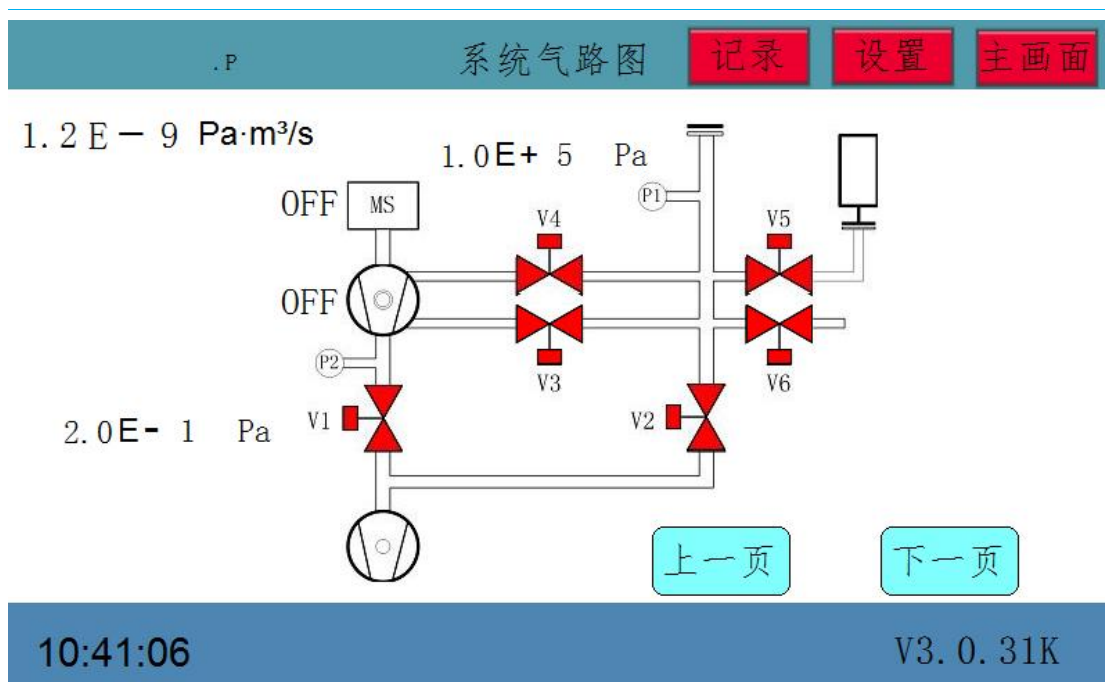 .P 系统气路图 记录 设置 主画面
1.2E－9 Pa·m³/s
1.0E+ 5 Pa
P1
OFF MS
V4 V5
OFF
P2
V3 V6
2.0E- 1 Pa
V1 V2
上一页 下一页
10:41:06 V3.0.31K